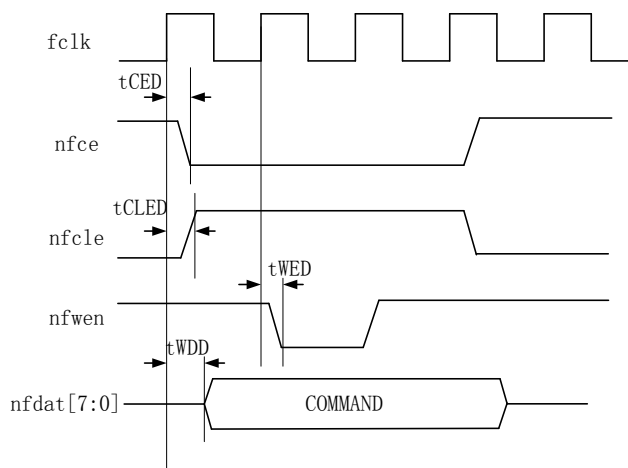 fclk
tCED
nfce
tCLED
nfcle
tWED
nfwen
tWDD
nfdat[7:0]
COMMAND